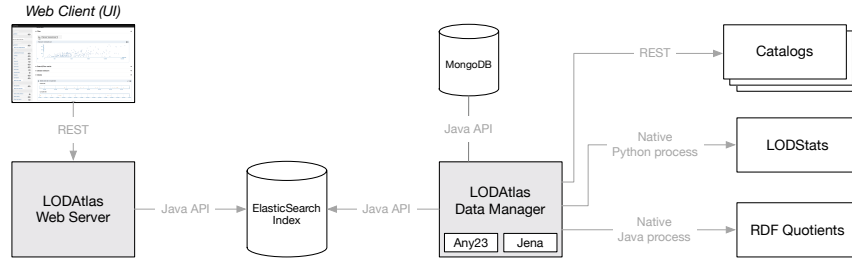 Web Client (UI)
REST
LODAtlas
Web Server
Java API
ElasticSearch
Index
Java API
MongoDB
Java API
LODAtlas
Data Manager
Any23
Jena
REST
Catalogs
Native
Python process
LODStats
Native
Java process
RDF Quotients